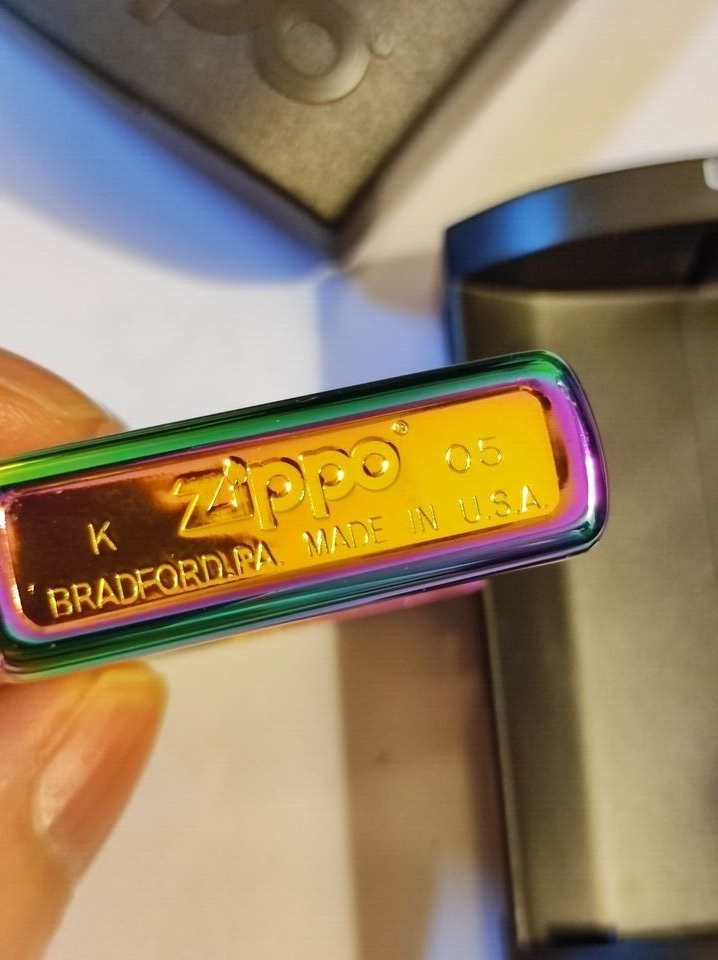 K Zippo® 05
BRADFORD,PA. MADE IN U.S.A.